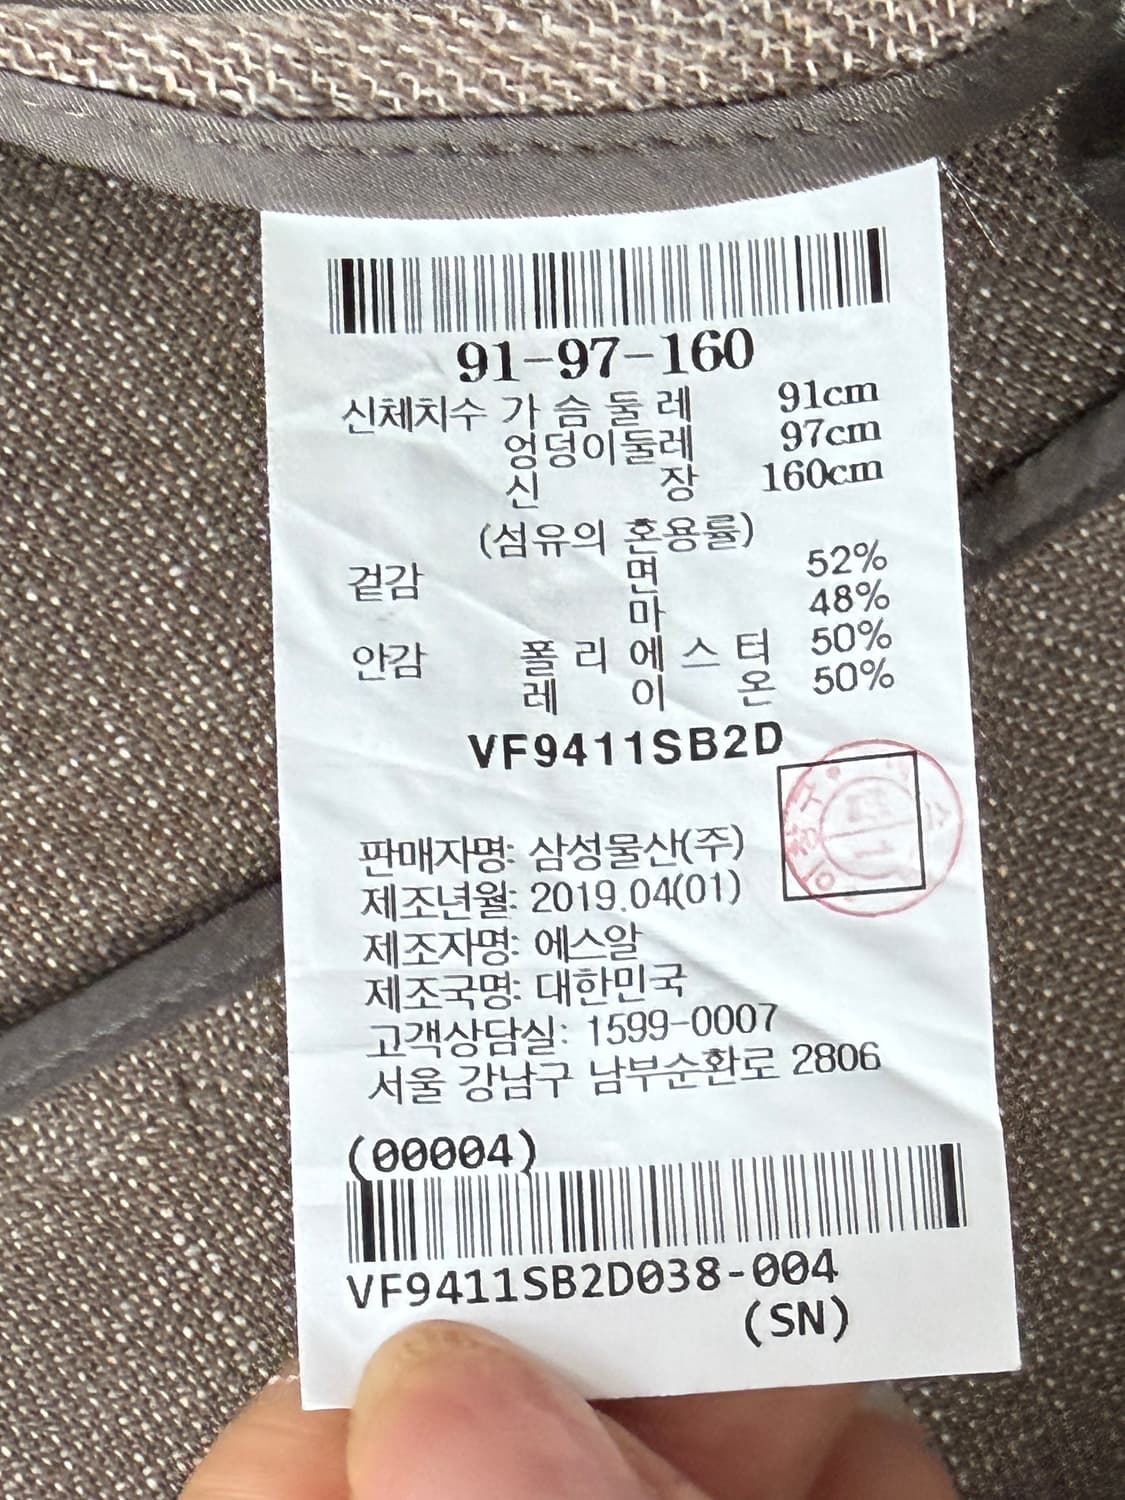 91-97-160
신체치수 가슴둘레 91cm
엉덩이둘레 97cm
신장 160cm
(섬유의 혼용률)
겉감 면 52%
마 48%
안감 폴리에스터 50%
레이온 50%
VF9411SB2D
판매자명: 삼성물산(주)
제조년월: 2019.04(01)
제조자명: 에스알
제조국명: 대한민국
고객상담실: 1599-0007
서울 강남구 남부순환로 2806
(00004)
VF9411SB2D038-004
(SN)